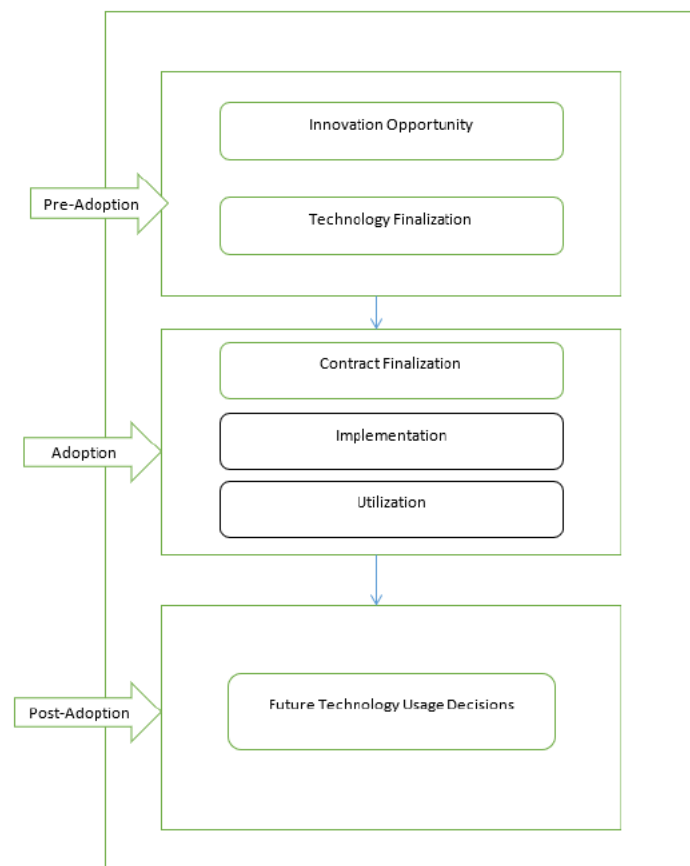 Innovation Opportunity
Pre-Adoption
Technology Finalization
Contract Finalization
Implementation
Adoption
Utilization
Future Technology Usage Decisions
Post-Adoption